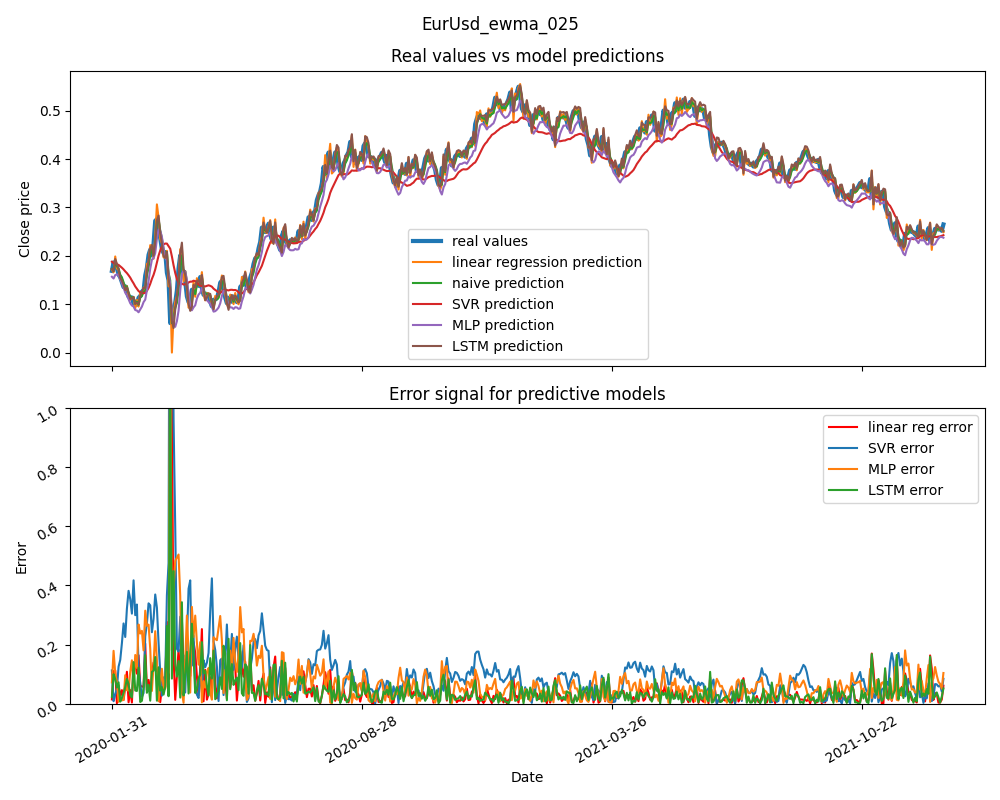 EurUsd_ewma_025
Real values vs model predictions
Close price
0.5
0.4
0.3
0.2
0.1
0.0
real values
linear regression prediction
naive prediction
SVR prediction
MLP prediction
LSTM prediction
Error signal for predictive models
Error
1.0
0.8
0.6
0.4
0.2
0.0
linear reg error
SVR error
MLP error
LSTM error
2020-01-31
2020-08-28
2021-03-26
2021-10-22
Date